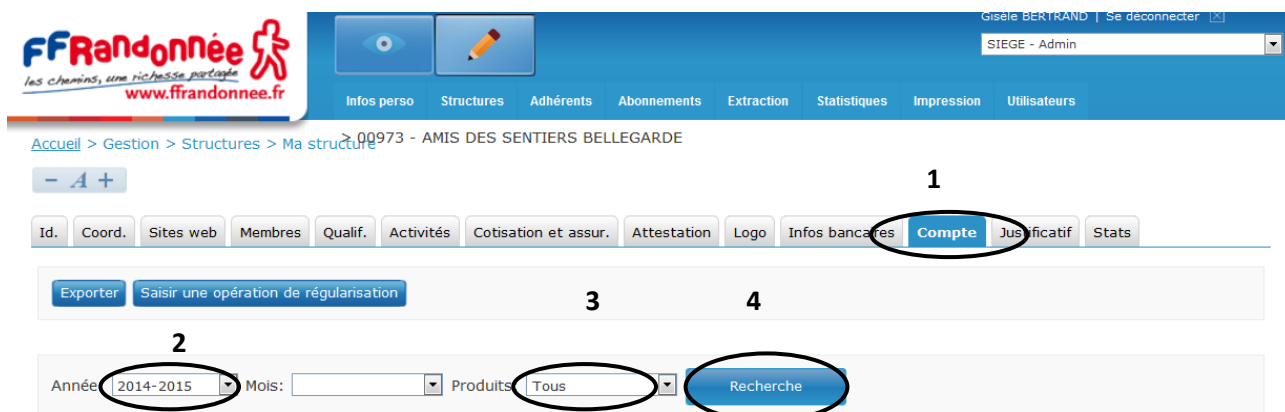 Gisèle BERTRAND | Se déconnecter
SIEGE - Admin
FFRandonnée
les chemins, une richesse partagée
www.ffrandonnee.fr
Infos perso Structures Adhérents Abonnements Extraction Statistiques Impression Utilisateurs
Accueil > Gestion > Structures > Ma structure > 00973 - AMIS DES SENTIERS BELLEGARDE
- A +
1
Id. Coord. Sites web Membres Qualif. Activités Cotisation et assur. Attestation Logo Infos bancaires Compte Justificatif Stats
Exporter Saisir une opération de régularisation
3 4
2
Année 2014-2015 Mois: Produits Tous Recherche